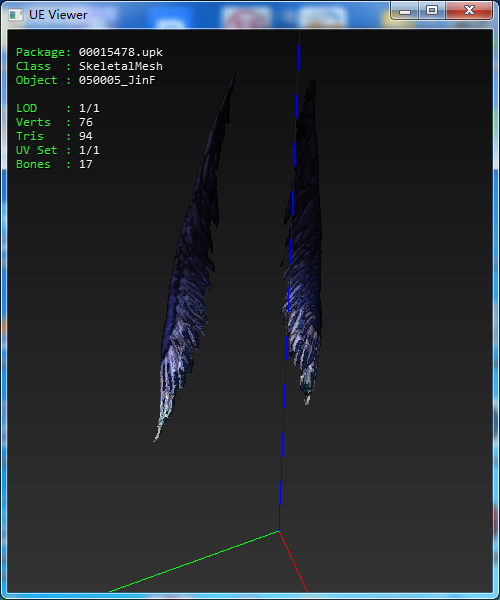 UE Viewer
Package: 00015478.upk
Class : SkeletalMesh
Object : 050005_JinF
LOD : 1/1
Verts : 76
Tris : 94
UV Set : 1/1
Bones : 17